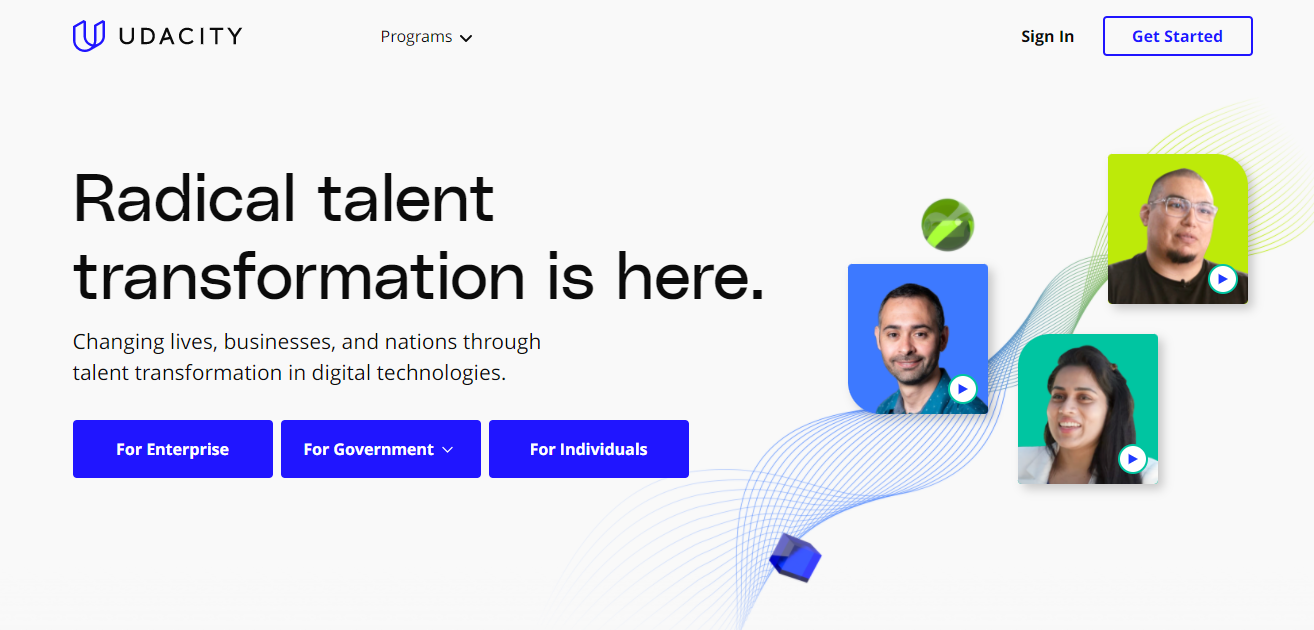 UDACITY
Programs
Sign In
Get Started
Radical talent
transformation is here.
Changing lives, businesses, and nations through
talent transformation in digital technologies.
For Enterprise
For Government
For Individuals